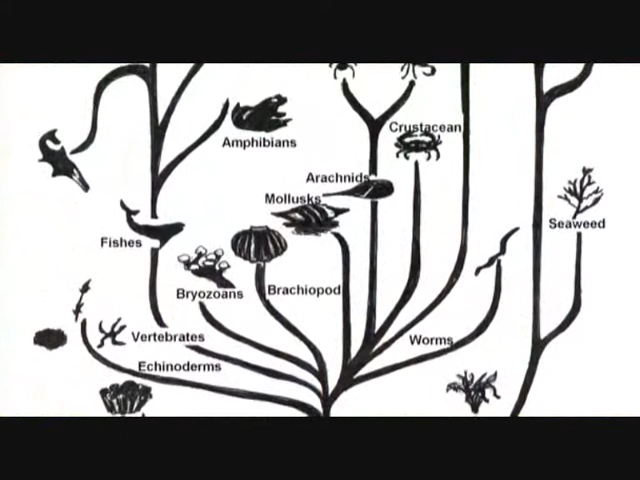 Crustacean
Amphibians
Arachnids
Mollusks
Seaweed
Fishes
Bryozoans
Brachiopod
Vertebrates
Worms
Echinoderms